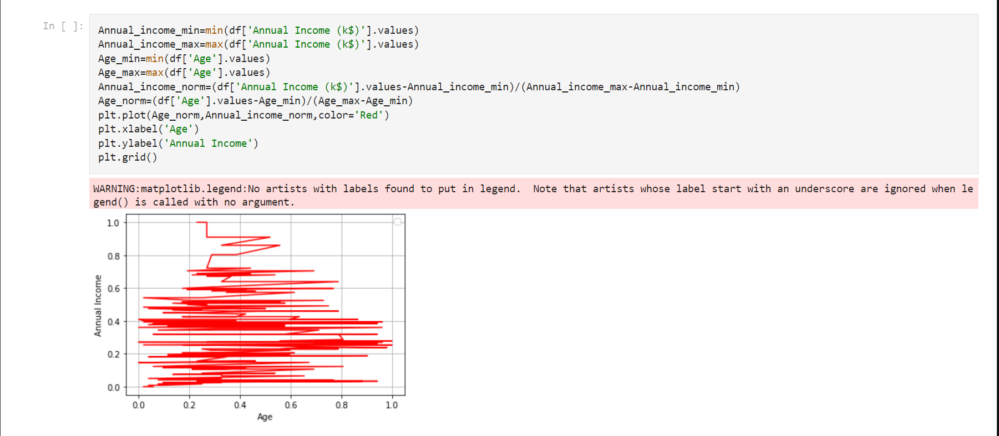 In [ ]:
Annual_income_min=min(df['Annual Income (k$)'].values)
Annual_income_max=max(df['Annual Income (k$)'].values)
Age_min=min(df['Age'].values)
Age_max=max(df['Age'].values)
Annual_income_norm=(df['Annual Income (k$)'].values-Annual_income_min)/(Annual_income_max-Annual_income_min)
Age_norm=(df['Age'].values-Age_min)/(Age_max-Age_min)
plt.plot(Age_norm,Annual_income_norm,color='Red')
plt.xlabel('Age')
plt.ylabel('Annual Income')
plt.grid()
WARNING:matplotlib.legend:No artists with labels found to put in legend.  Note that artists whose label start with an underscore are ignored when le
gend() is called with no argument.
1.0
0.8
0.6
0.4
0.2
0.0
Annual Income
0.0 0.2 0.4 0.6 0.8 1.0
Age